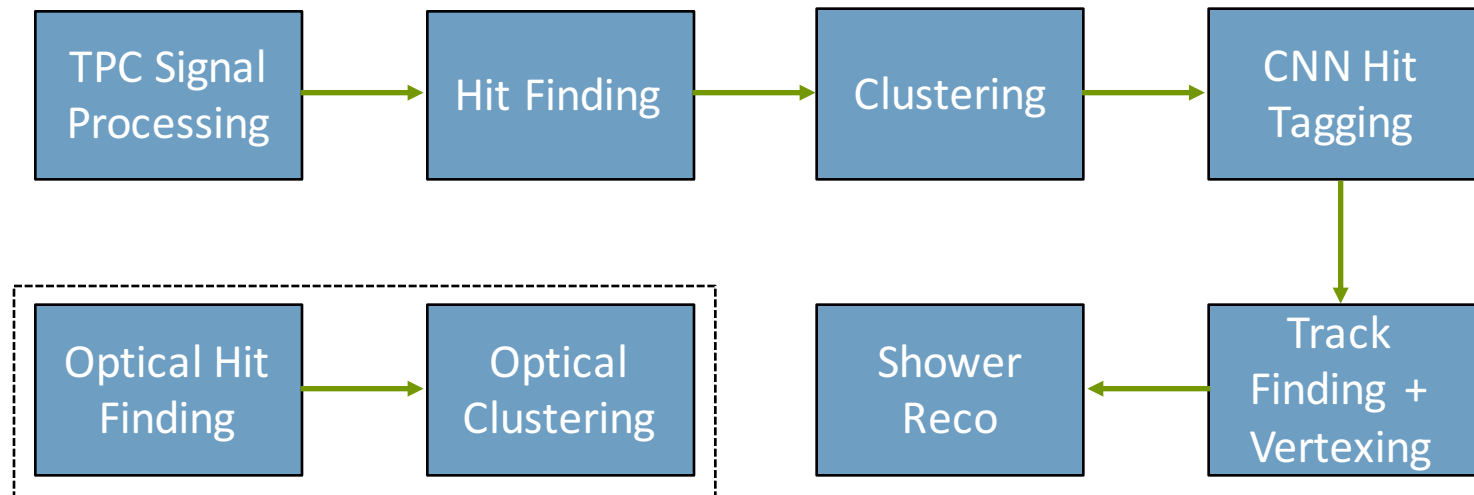 TPC Signal
Processing
Hit Finding
Clustering
CNN Hit
Tagging
Optical Hit
Finding
Optical
Clustering
Shower
Reco
Track
Finding +
Vertexing